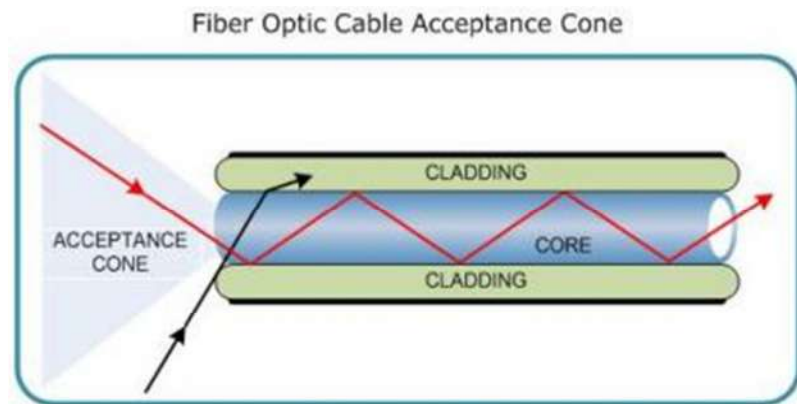 Fiber Optic Cable Acceptance Cone
CLADDING
ACCEPTANCE
CONE
CORE
CLADDING